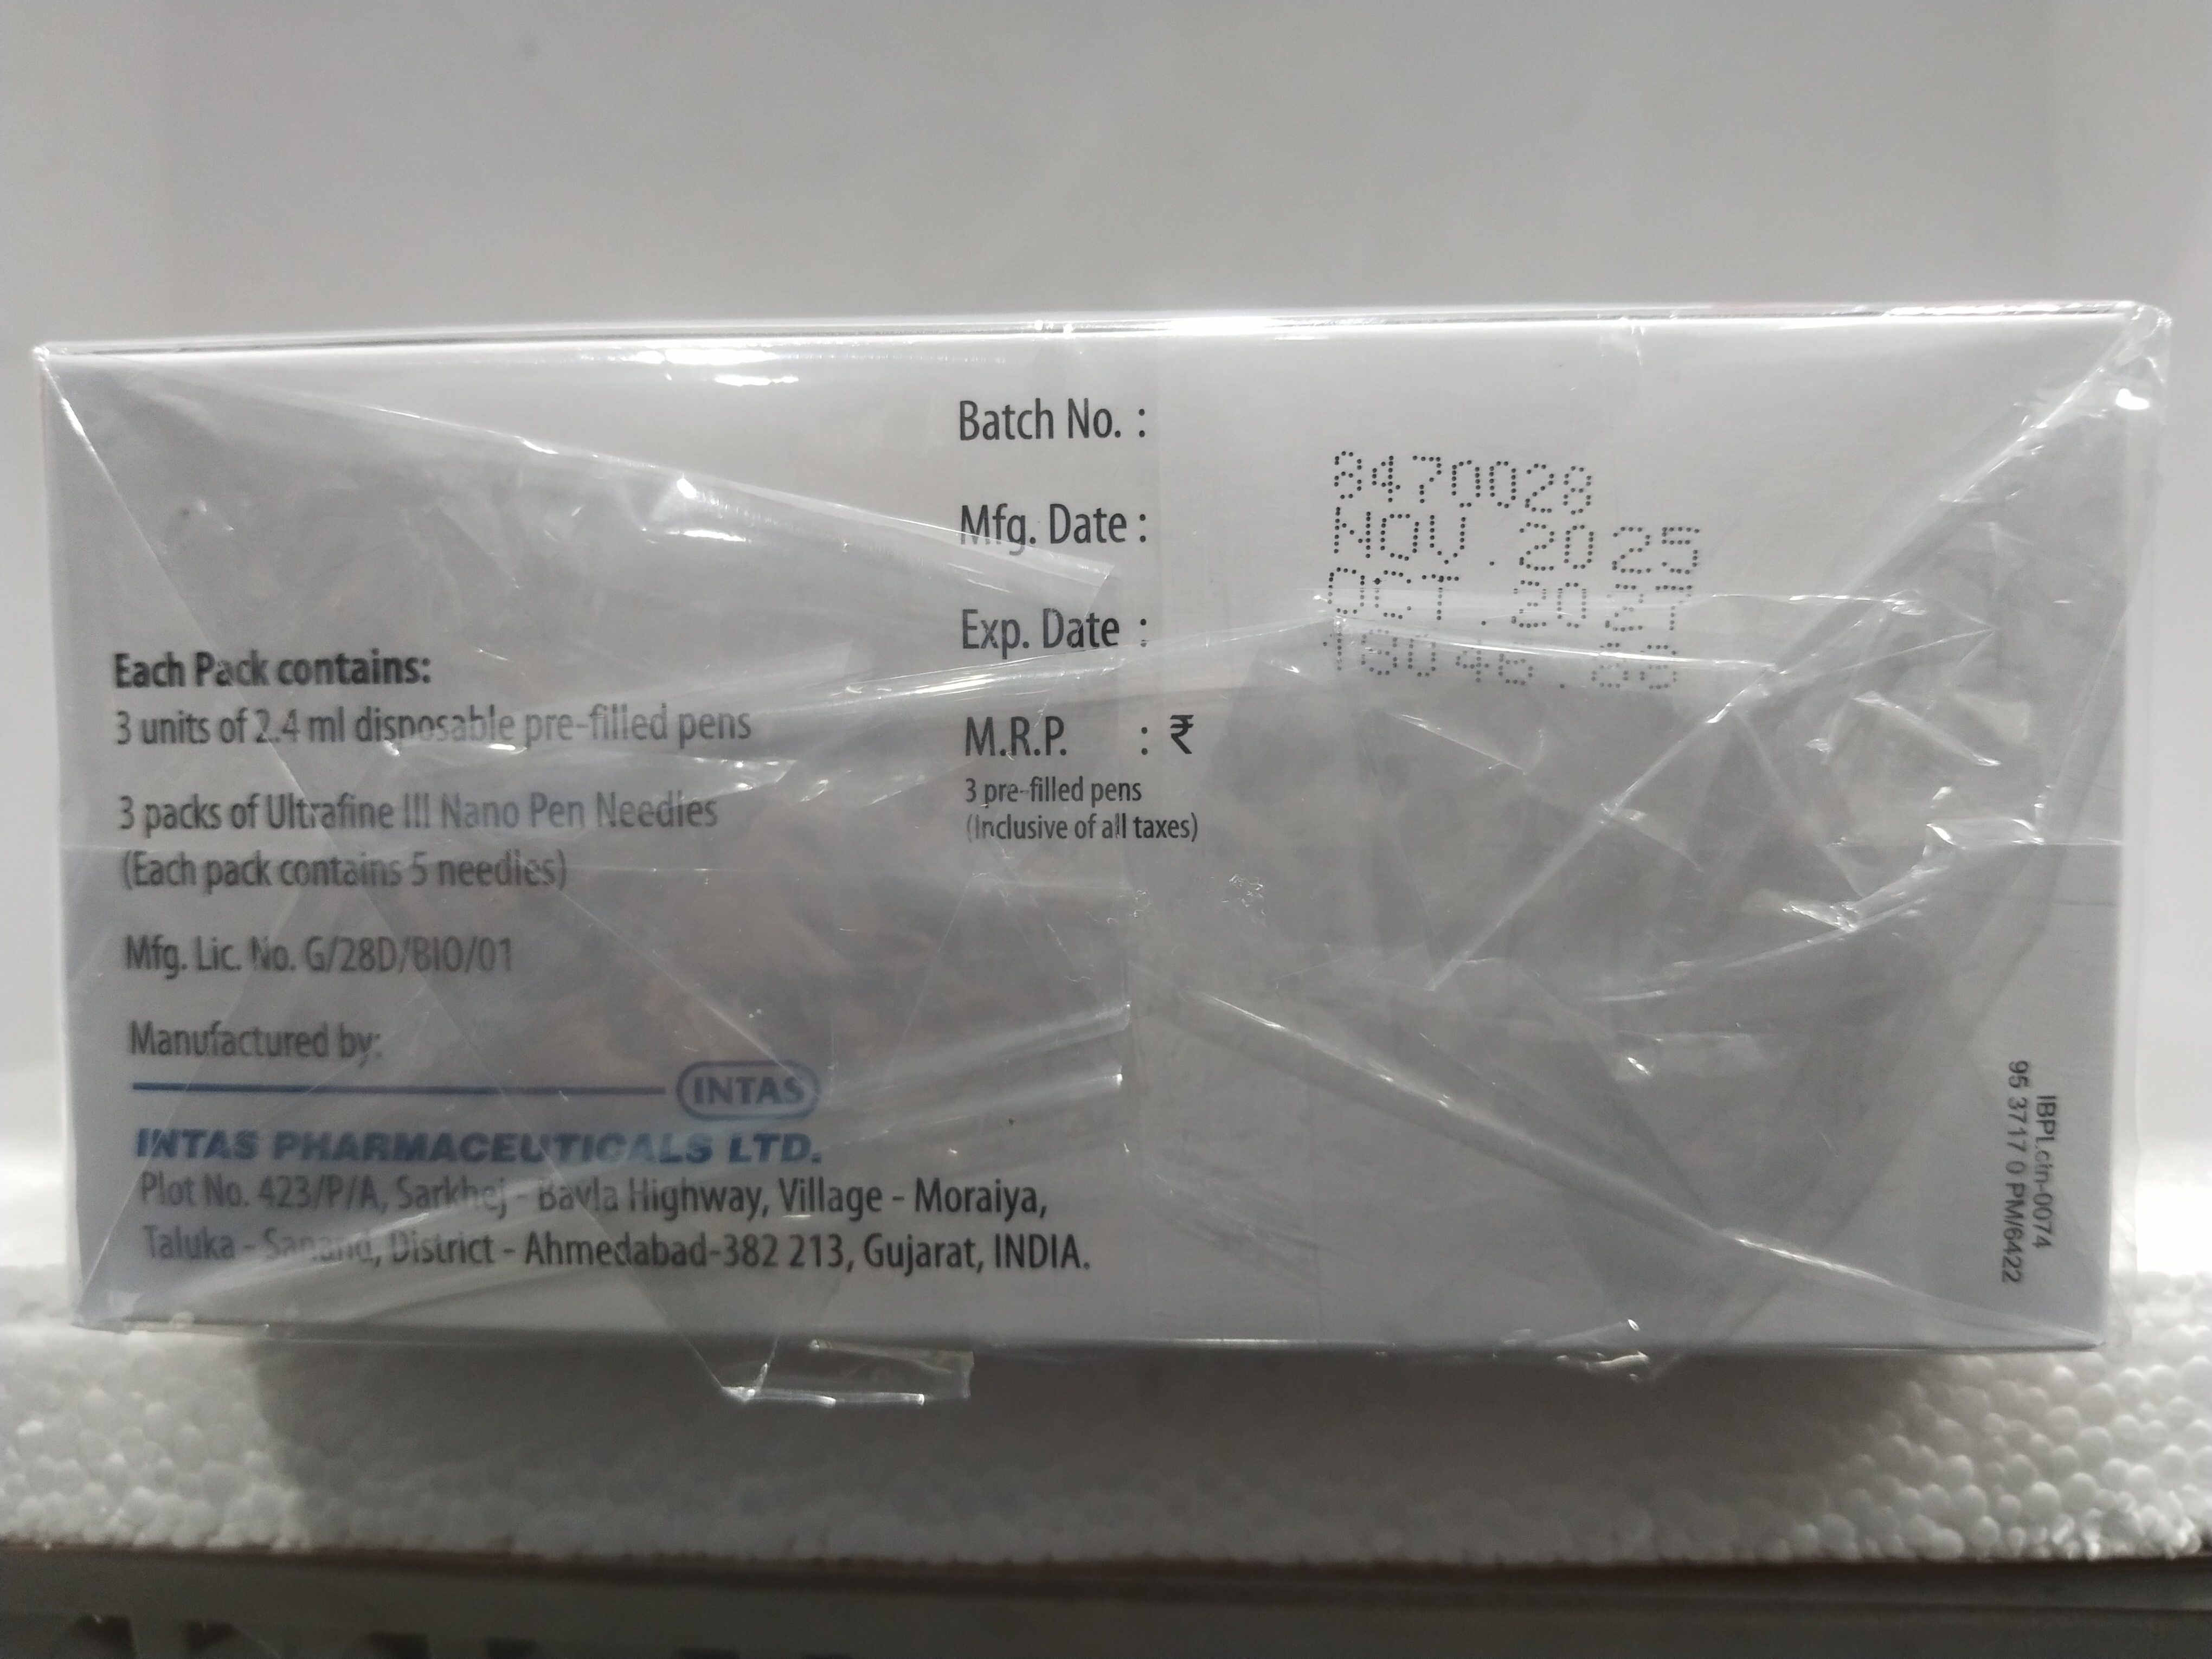 Batch No. :
8470028
Mfg. Date :
NOV.2025
Exp. Date :
OCT.2027
M.R.P. : ₹
3 pre-filled pens
(Inclusive of all taxes)
Each Pack contains:
3 units of 2.4 ml disposable pre-filled pens
3 packs of Ultrafine III Nano Pen Needles
(Each pack contains 5 needles)
Mfg. Lic. No. G/28D/BIO/01
Manufactured by:
INTAS
INTAS PHARMACEUTICALS LTD.
Plot No. 423/P/A, Sarkhej - Bavla Highway, Village - Moraiya,
Taluka - Sanand, District - Ahmedabad-382 213, Gujarat, INDIA.
95 3717 0 PM/6422